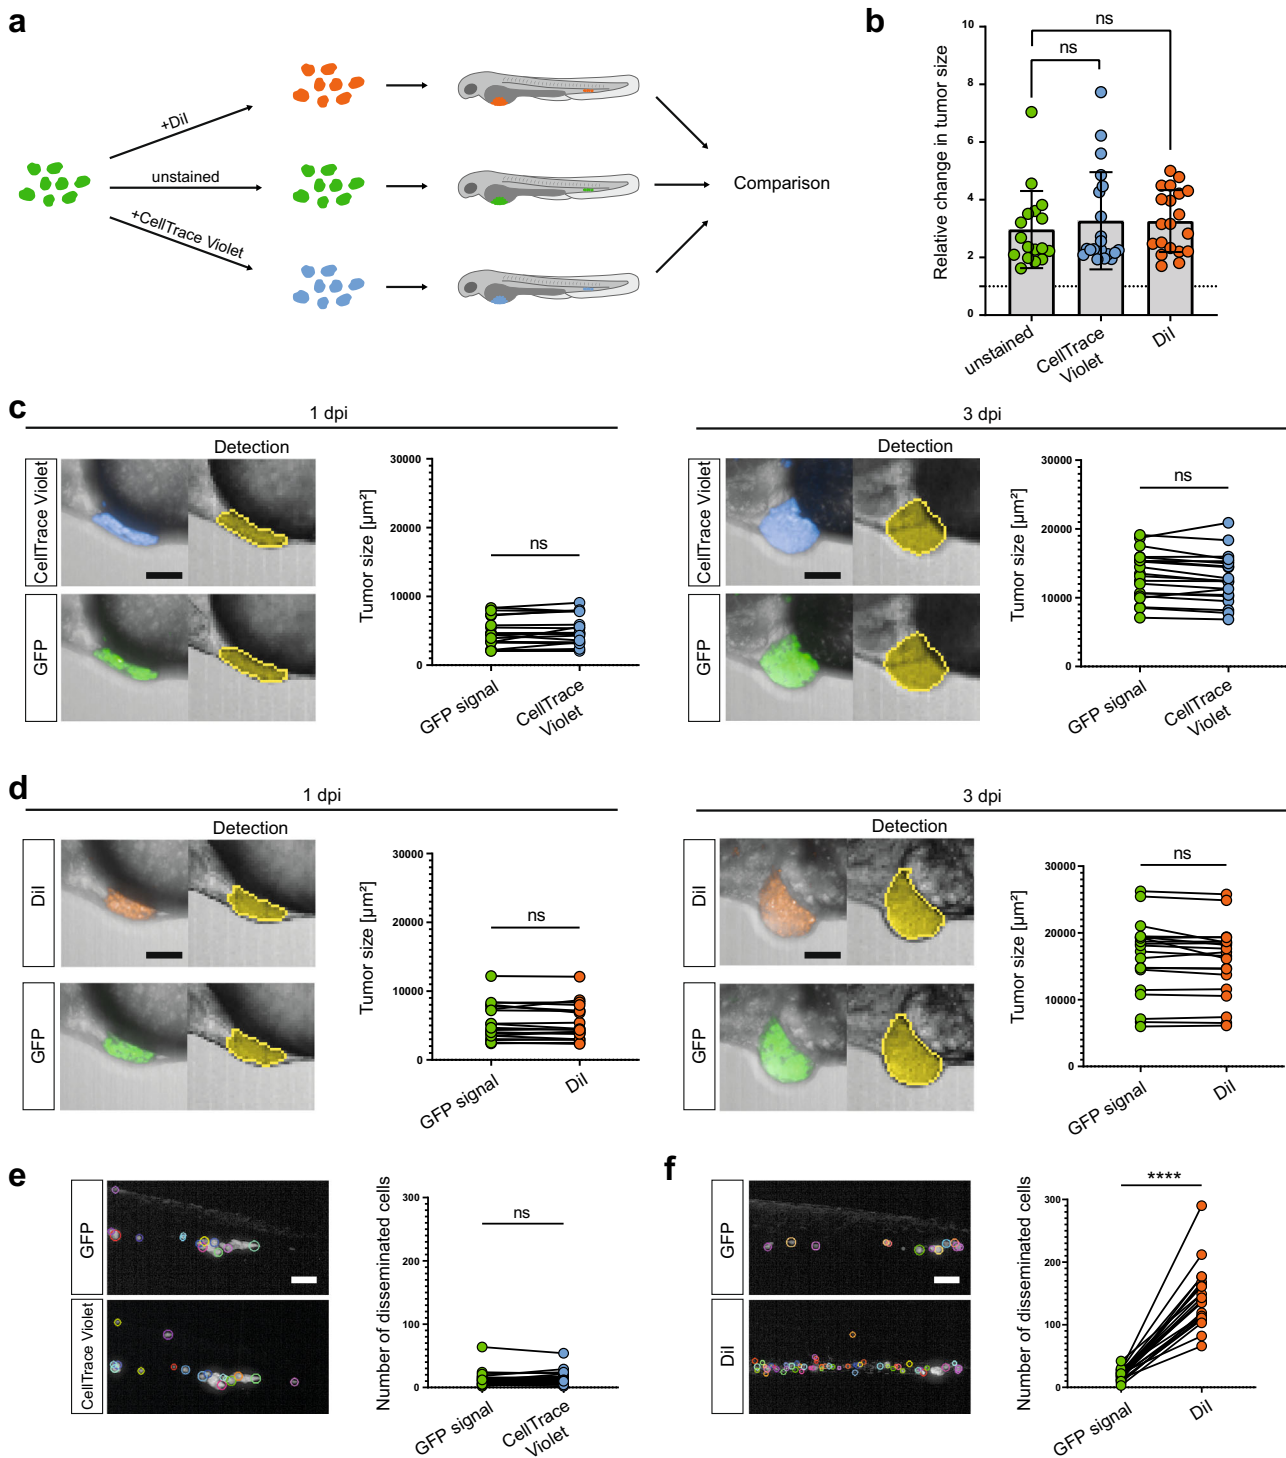 a
+DiI
unstained
+CellTrace Violet
Comparison
b
ns
ns
Relative change in tumor size
10
8
6
4
2
0
unstained
CellTrace
Violet
DiI
c
1 dpi
Detection
CellTrace Violet
GFP
Tumor size [µm²]
30000
20000
10000
0
ns
GFP signal
CellTrace
Violet
3 dpi
Detection
CellTrace Violet
GFP
Tumor size [µm²]
30000
20000
10000
0
ns
GFP signal
CellTrace
Violet
d
1 dpi
Detection
DiI
GFP
Tumor size [µm²]
30000
20000
10000
0
ns
GFP signal
DiI
3 dpi
Detection
DiI
GFP
Tumor size [µm²]
30000
20000
10000
0
ns
GFP signal
DiI
e
GFP
CellTrace Violet
Number of disseminated cells
300
200
100
0
ns
GFP signal
CellTrace
Violet
f
GFP
DiI
Number of disseminated cells
300
200
100
0
****
GFP signal
DiI